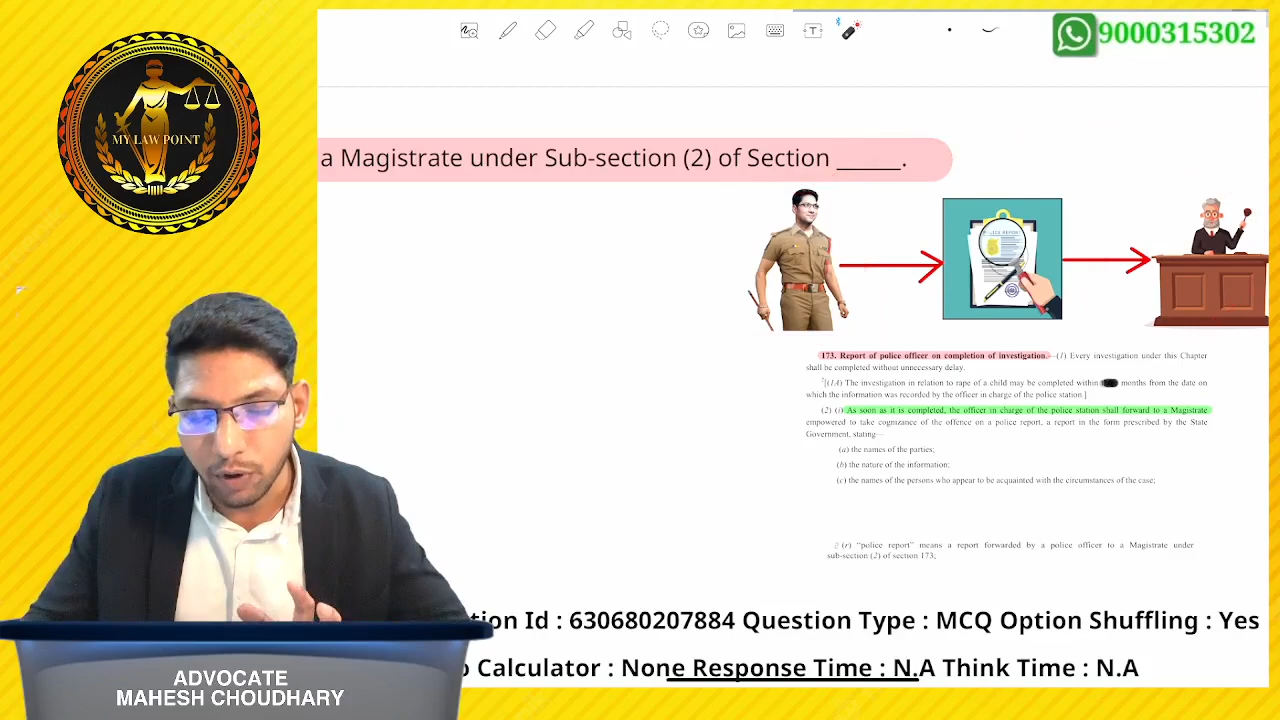 9000315302
MY LAW POINT
a Magistrate under Sub-section (2) of Section _____.
POLICE REPORT
173. Report of police officer on completion of investigation.—(1) Every investigation under this Chapter
shall be completed without unnecessary delay.
2[(1A) The investigation in relation to rape of a child may be completed within months from the date on
which the information was recorded by the officer in charge of the police station.]
(2) (i) As soon as it is completed, the officer in charge of the police station shall forward to a Magistrate
empowered to take cognizance of the offence on a police report, a report in the form prescribed by the State
Government, stating—
(a) the names of the parties;
(b) the nature of the information;
(c) the names of the persons who appear to be acquainted with the circumstances of the case;
(r) “police report” means a report forwarded by a police officer to a Magistrate under
sub-section (2) of section 173;
tion Id : 630680207884 Question Type : MCQ Option Shuffling : Yes
Calculator : None Response Time : N.A Think Time : N.A
ADVOCATE
MAHESH CHOUDHARY